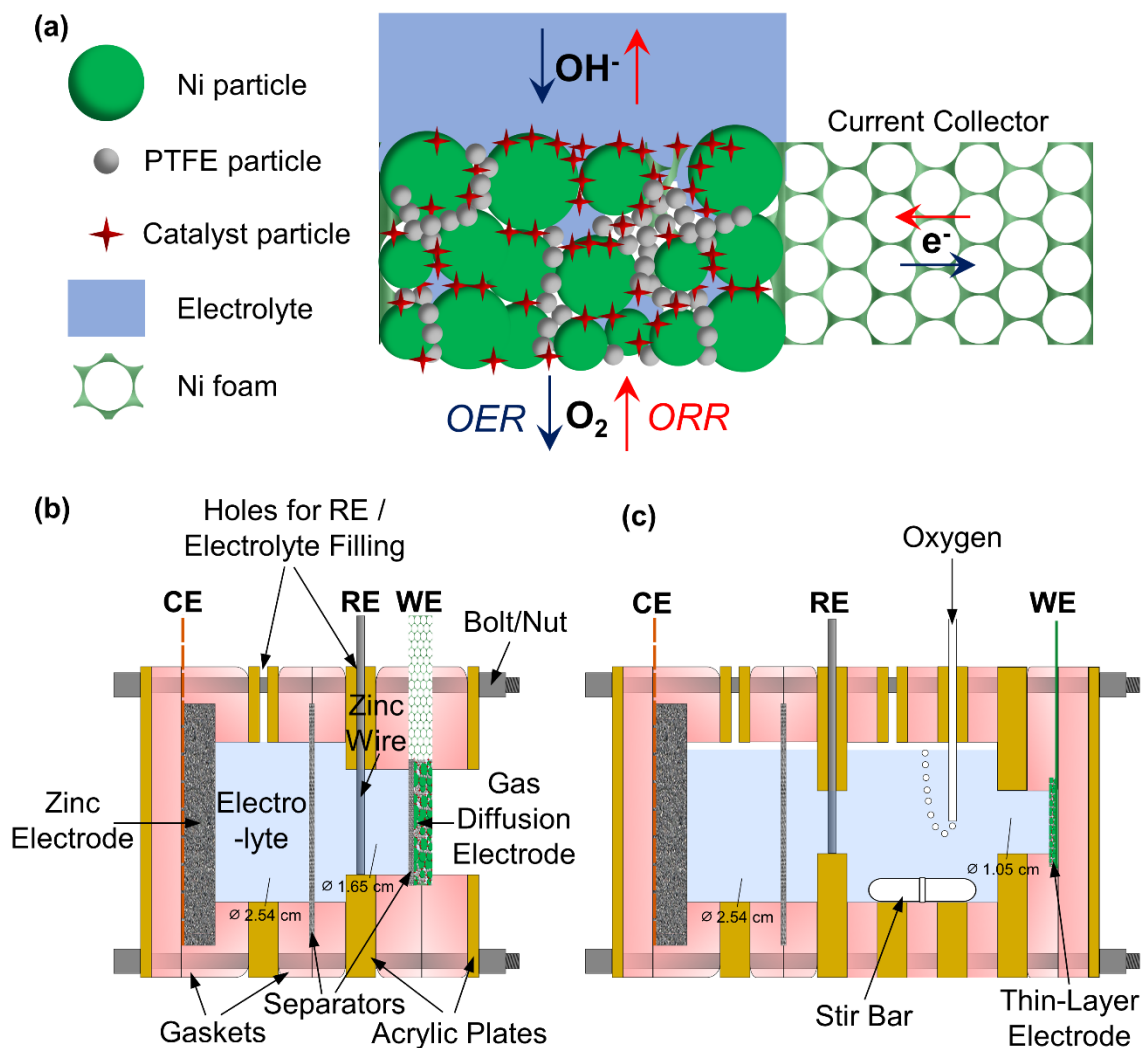 (a)
Ni particle
PTFE particle
Catalyst particle
Electrolyte
Ni foam
OH-
Current Collector
e-
OER
O2
ORR
(b)
Holes for RE /
Electrolyte Filling
CE
RE
WE
Bolt/Nut
Zinc
Wire
Zinc
Electrode
Electro
-lyte
Gas
Diffusion
Electrode
Ø 1.65 cm
Ø 2.54 cm
Separators
Gaskets
Acrylic Plates
(c)
Oxygen
CE
RE
WE
Ø 1.05 cm
Ø 2.54 cm
Stir Bar
Thin-Layer
Electrode